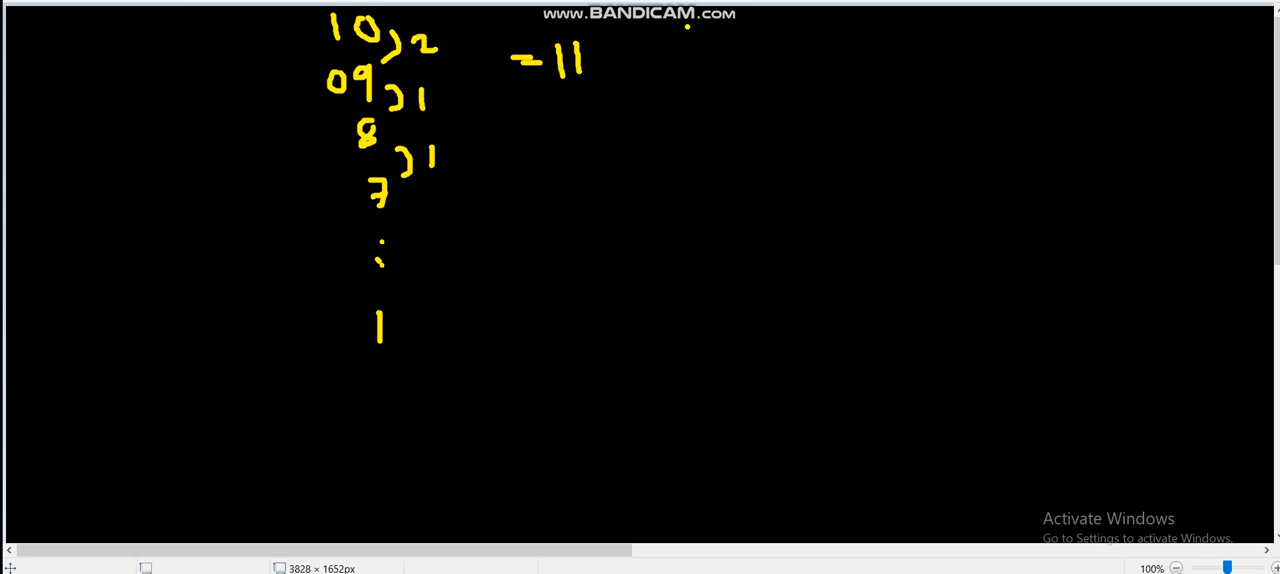 www.BANDICAM.com
10 ) 2
= 11
09 ) 1
8
) 1
7
:
1
Activate Windows
Go to Settings to activate Windows.
3828 × 1652px
100%